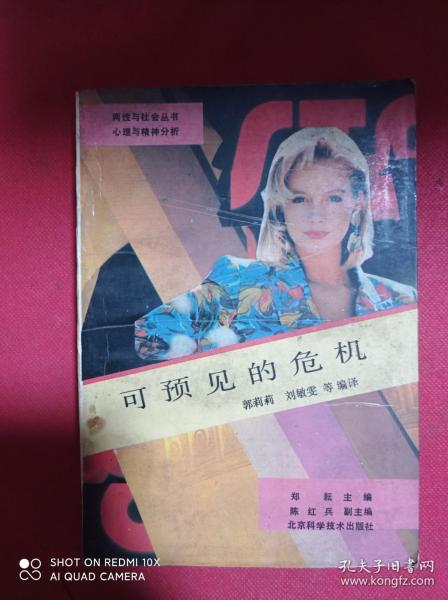 两性与社会丛书
心理与精神分析
STA
可预见的危机
郭莉莉 刘敏雯 等编译
郑耘主编
陈红兵 副主编
北京科学技术出版社
SHOT ON REDMI 10X
AI QUAD CAMERA
孔夫子旧书网
www.kongfz.com